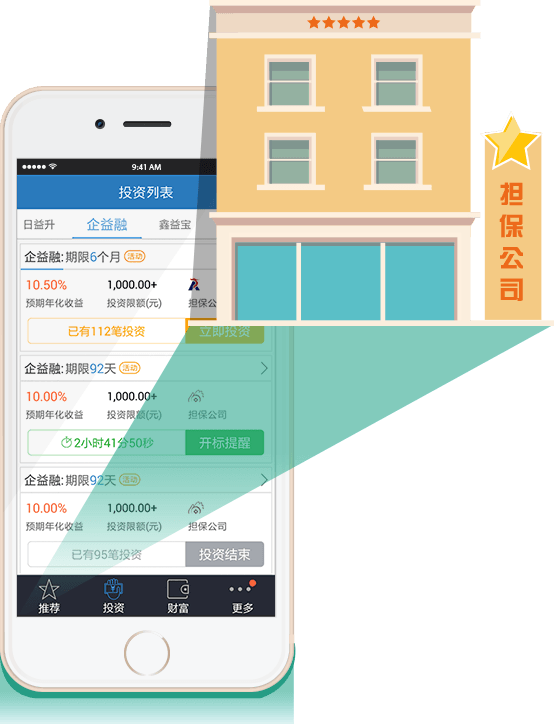 9:41 AM
投资列表
日益升 企益融 鑫益宝
企益融:期限6个月 活动
10.50% 1,000.00+
预期年化收益 投资限额(元) 担保公司
已有112笔投资 立即投资
企益融:期限92天 活动
10.00% 1,000.00+
预期年化收益 投资限额(元) 担保公司
2小时41分50秒 开标提醒
企益融:期限92天 活动
10.00% 1,000.00+
预期年化收益 投资限额(元) 担保公司
已有95笔投资 投资结束
推荐 投资 财富 更多
担保公司